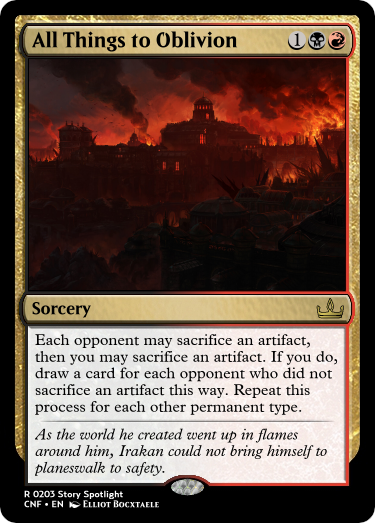 All Things to Oblivion 1
Sorcery
Each opponent may sacrifice an artifact,
then you may sacrifice an artifact. If you do,
draw a card for each opponent who did not
sacrifice an artifact this way. Repeat this
process for each other permanent type.
As the world he created went up in flames
around him, Irakan could not bring himself to
planeswalk to safety.
R 0203 Story Spotlight
CNF • EN Elliot Bocxtaele